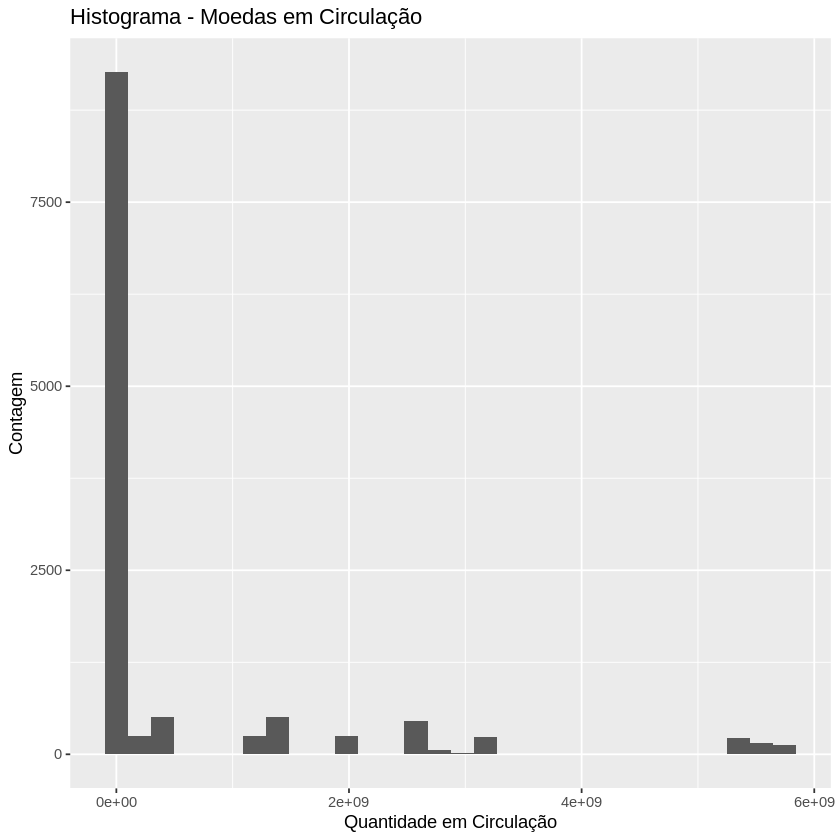 Histograma - Moedas em Circulação
Contagem
7500
5000
2500
0
0e+00 2e+09 4e+09 6e+09
Quantidade em Circulação